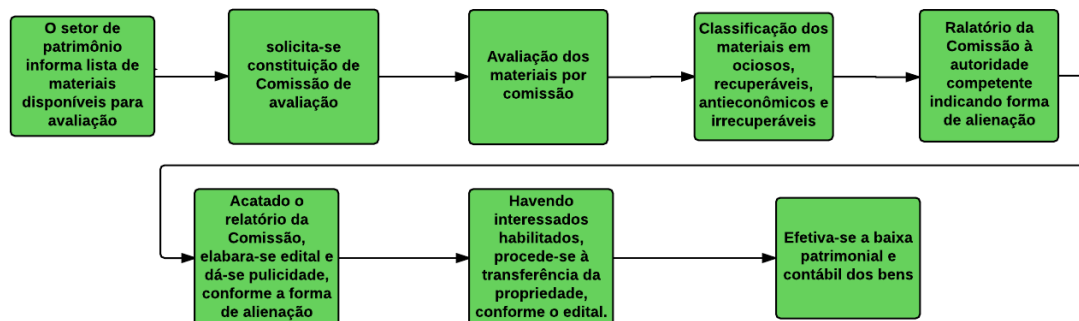 O setor de
patrimônio
informa lista de
materiais
disponíveis para
avaliação
solicita-se
constituição de
Comissão de
avaliação
Avaliação dos
materiais por
comissão
Classificação dos
materiais em
ociosos,
recuperáveis,
antieconômicos e
irrecuperáveis
Ralatório da
Comissão à
autoridade
competente
indicando forma
de alienação
Acatado o
relatório da
Comissão,
elabara-se edital e
dá-se pulicidade,
conforme a forma
de alienação
Havendo
interessados
habilitados,
procede-se à
transferência da
propriedade,
conforme o edital.
Efetiva-se a baixa
patrimonial e
contábil dos bens